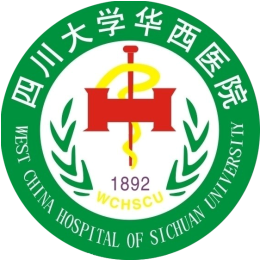 四川大学华西医院
1892
WCHSCU
WEST CHINA HOSPITAL OF SICHUAN UNIVERSITY